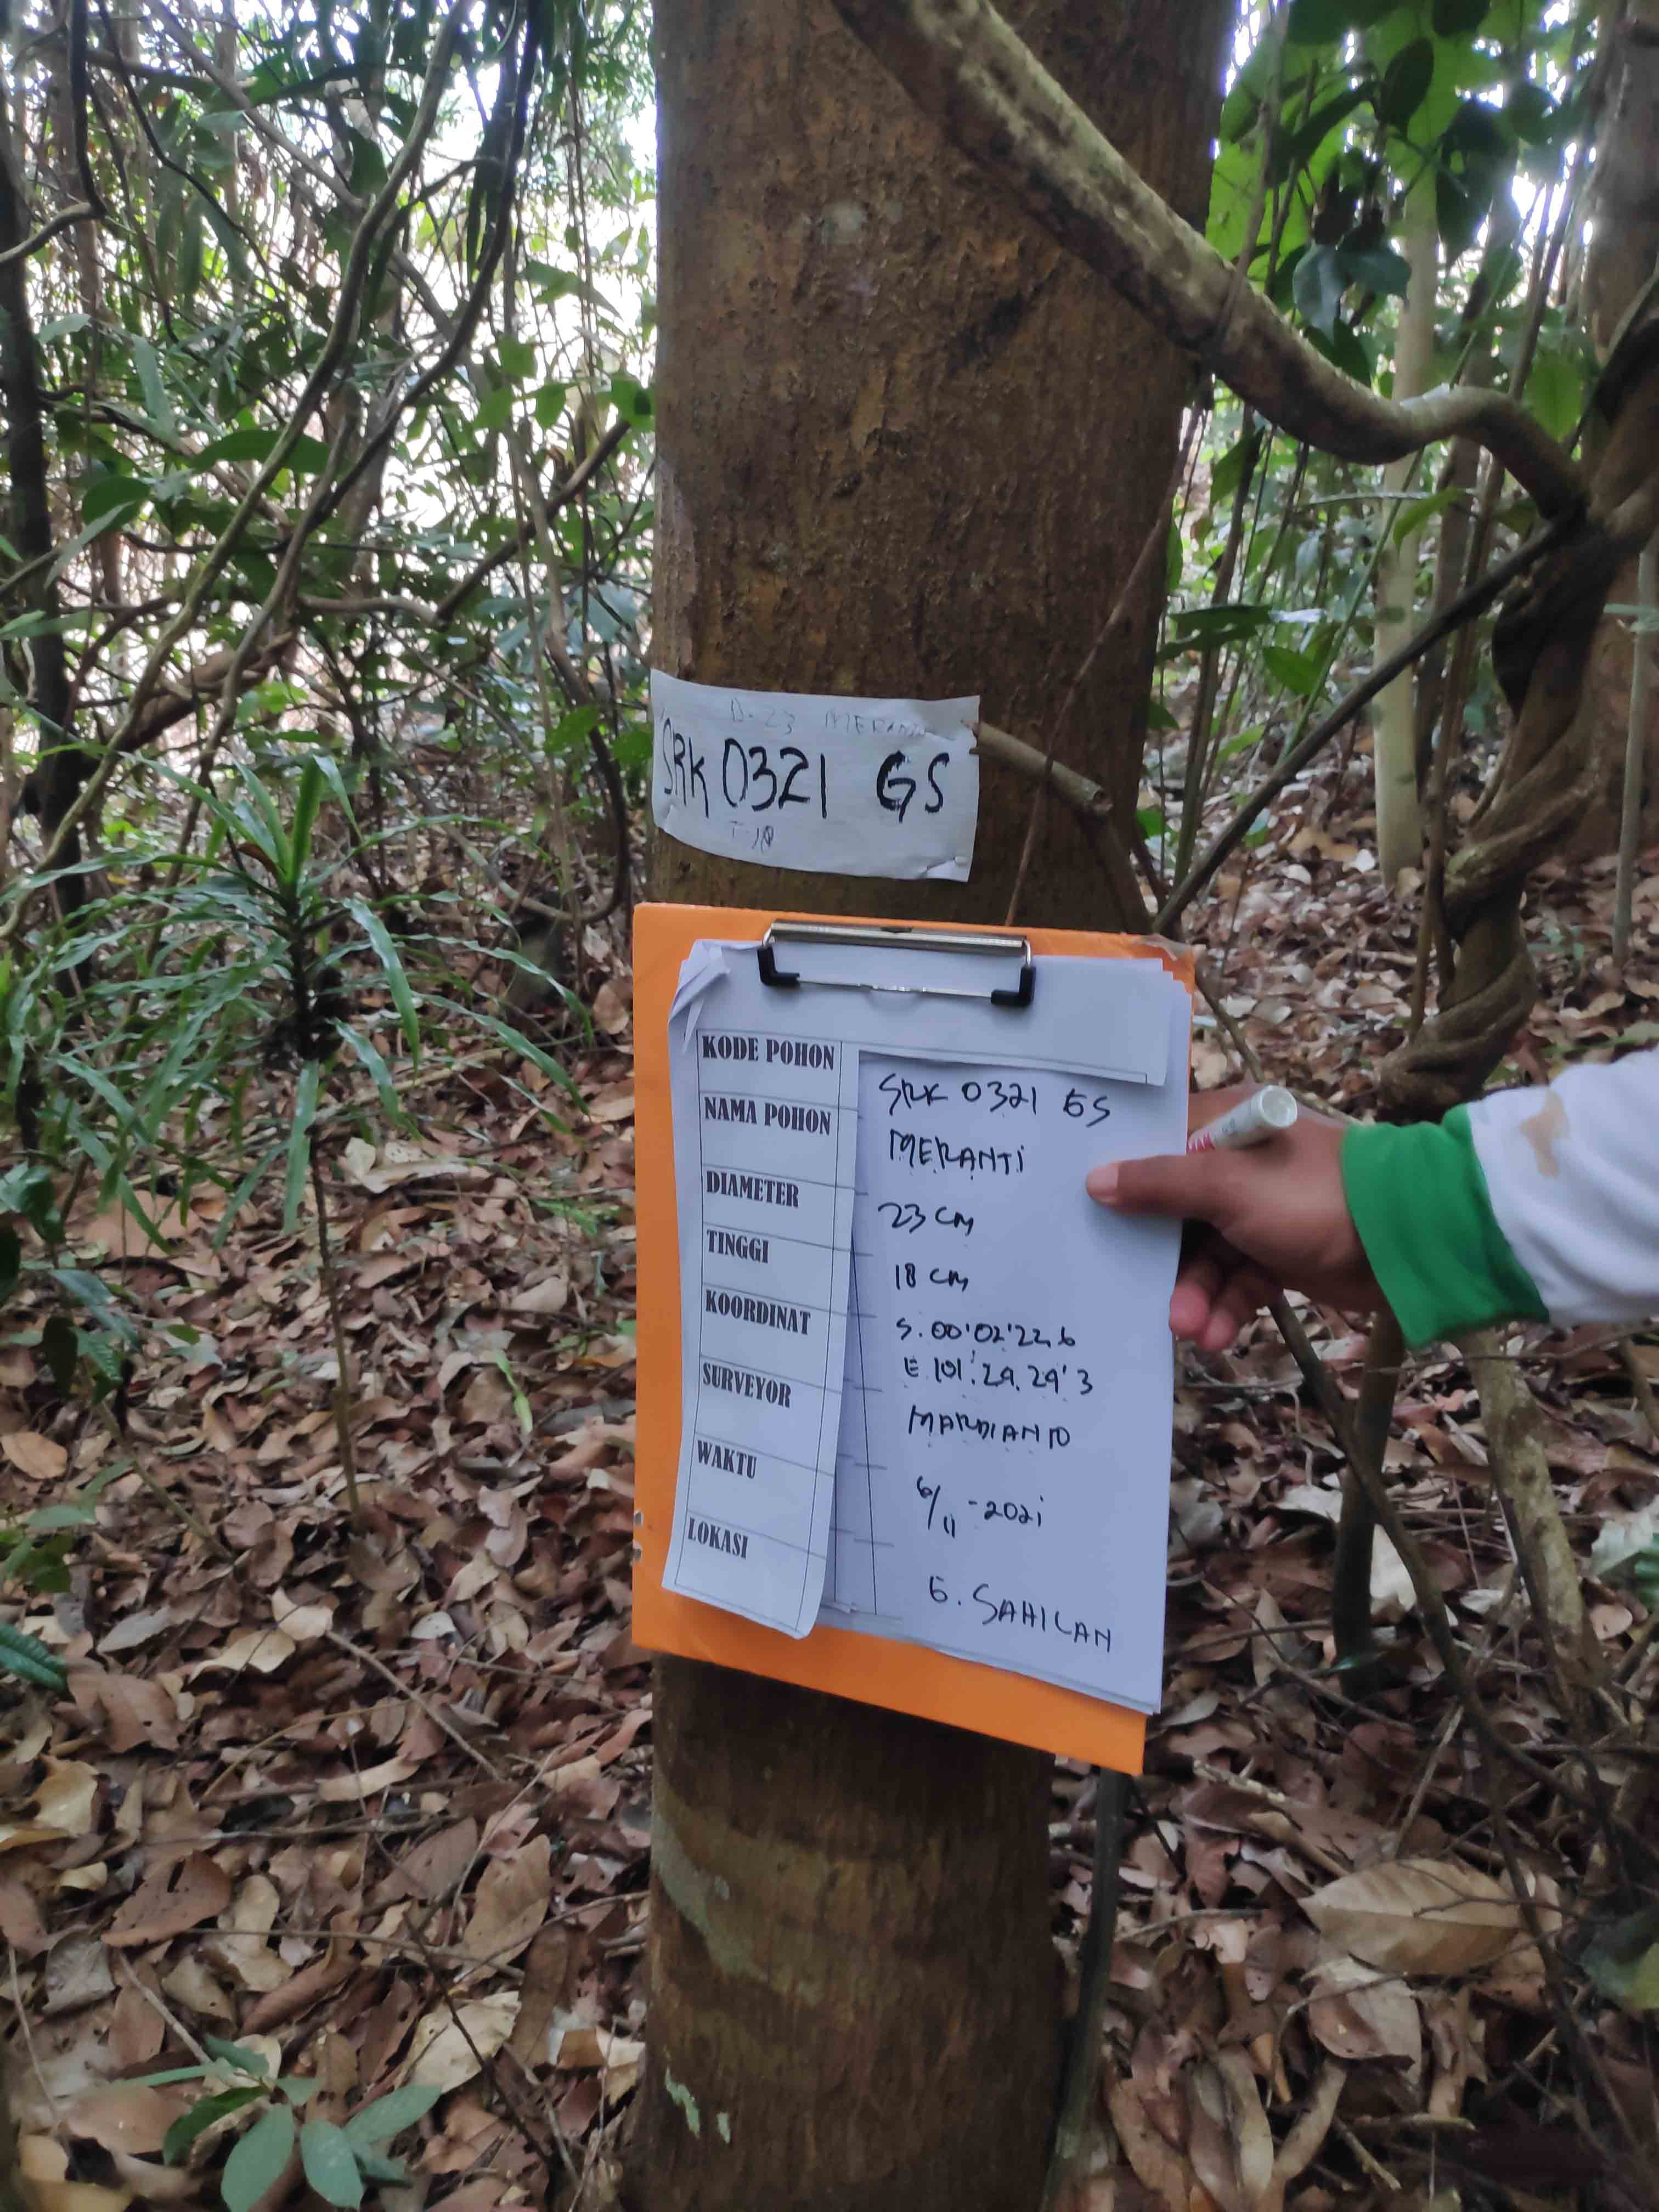 D-23 MERANTI
SRK 0321 GS
T-18
KODE POHON SRK 0321 GS
NAMA POHON MERANTI
DIAMETER 23 CM
TINGGI 18 CM
KOORDINAT S. 00'02'22,6
E 101'.29.29'3
SURVEYOR MARDIANTO
WAKTU 6/11-2021
LOKASI G. SAHILAN